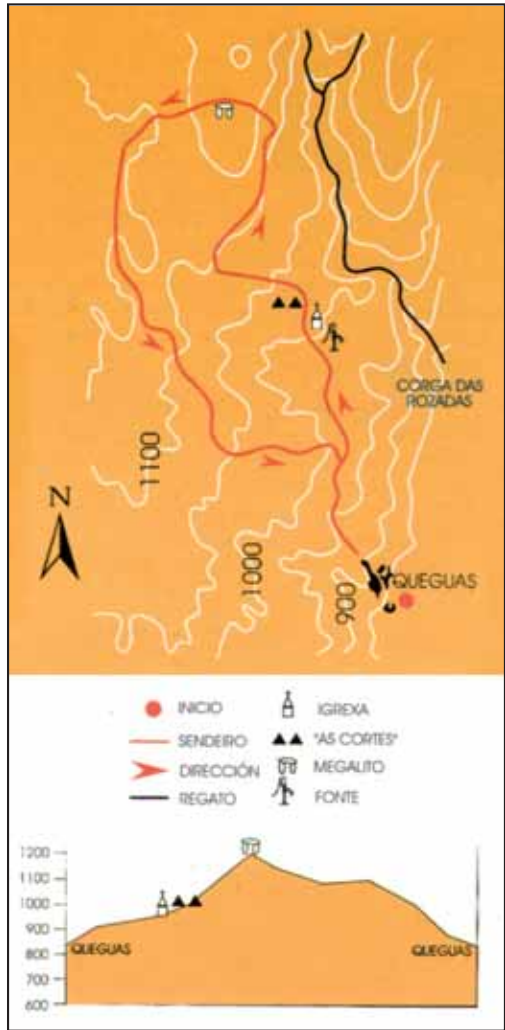 CORGA DAS
ROZADAS
1100
N
1000
900
QUEGUAS
INICIO
IGREXA
SENDEIRO
"AS CORTES"
DIRECCIÓN
MEGALITO
REGATO
FONTE
1200
1100
1000
900
800
700
600
QUEGUAS
QUEGUAS